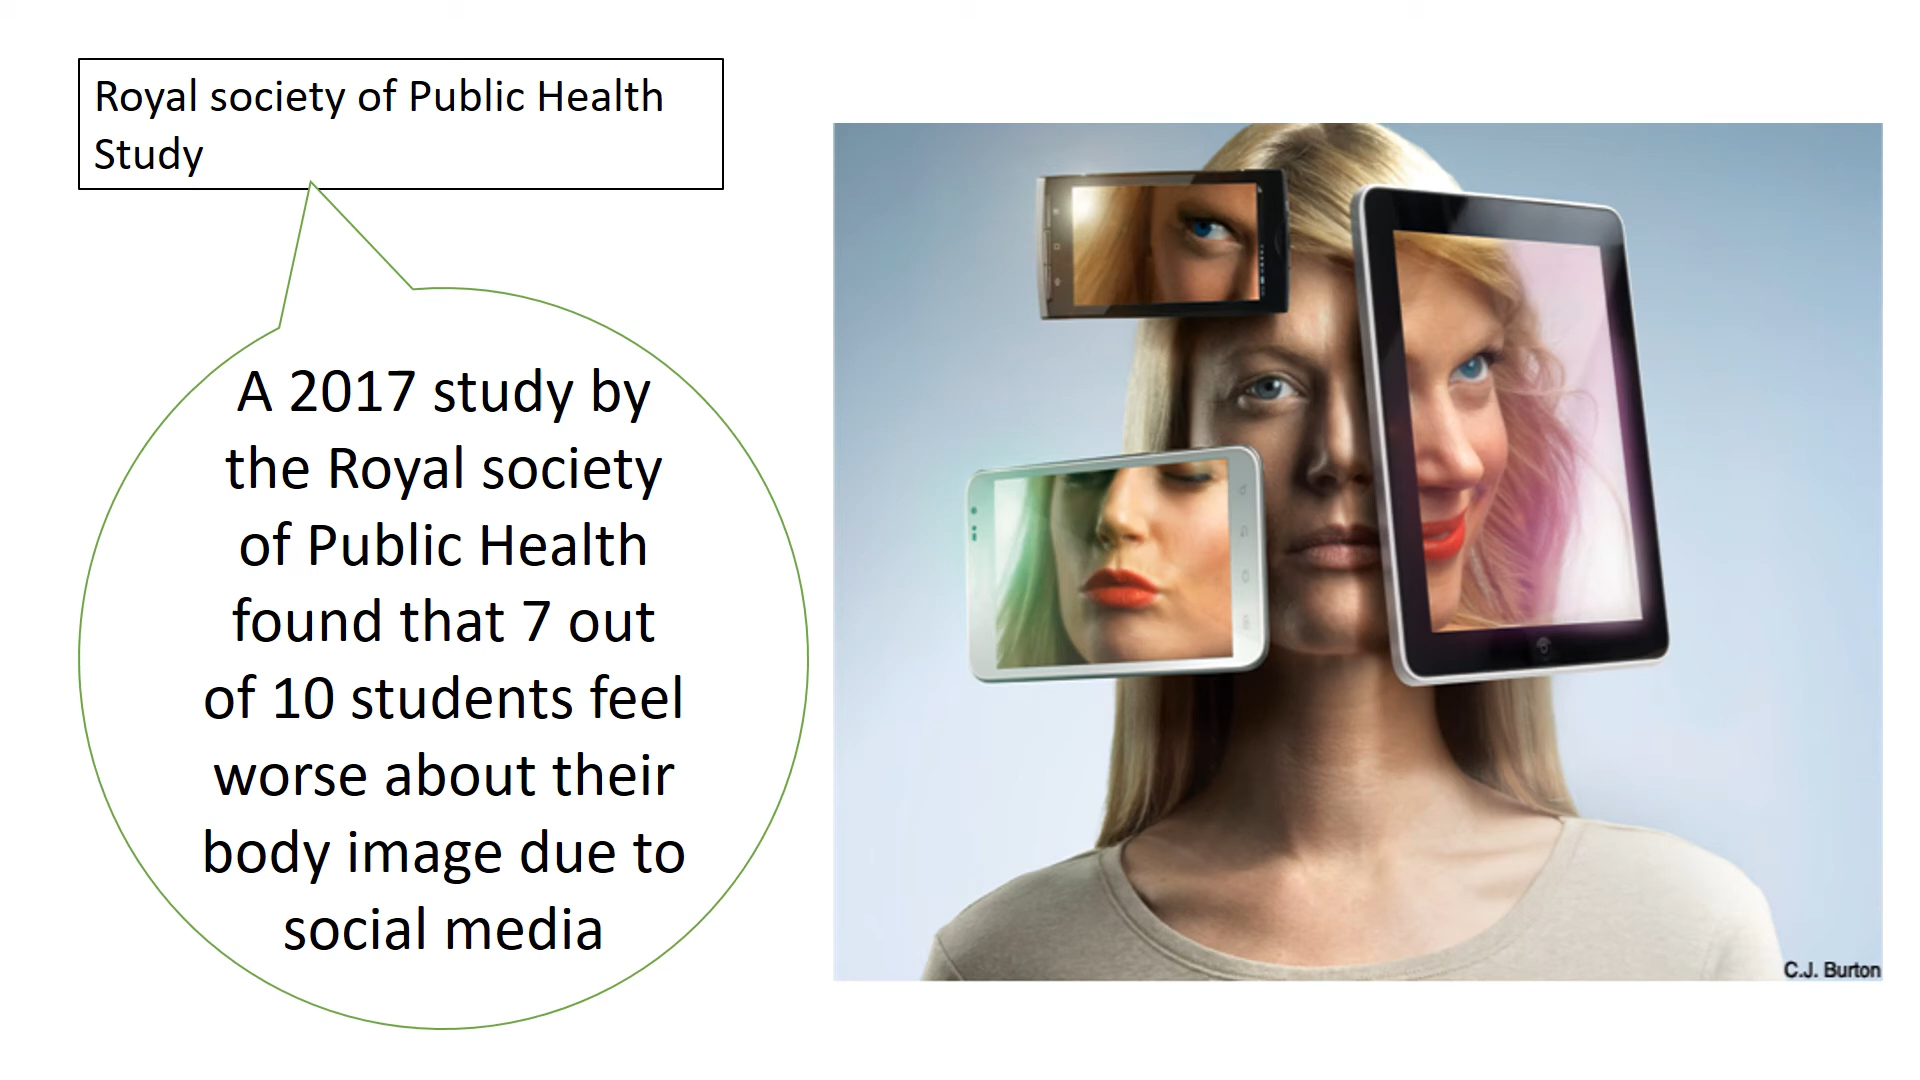 Royal society of Public Health
Study
A 2017 study by
the Royal society
of Public Health
found that 7 out
of 10 students feel
worse about their
body image due to
social media
C.J. Burton